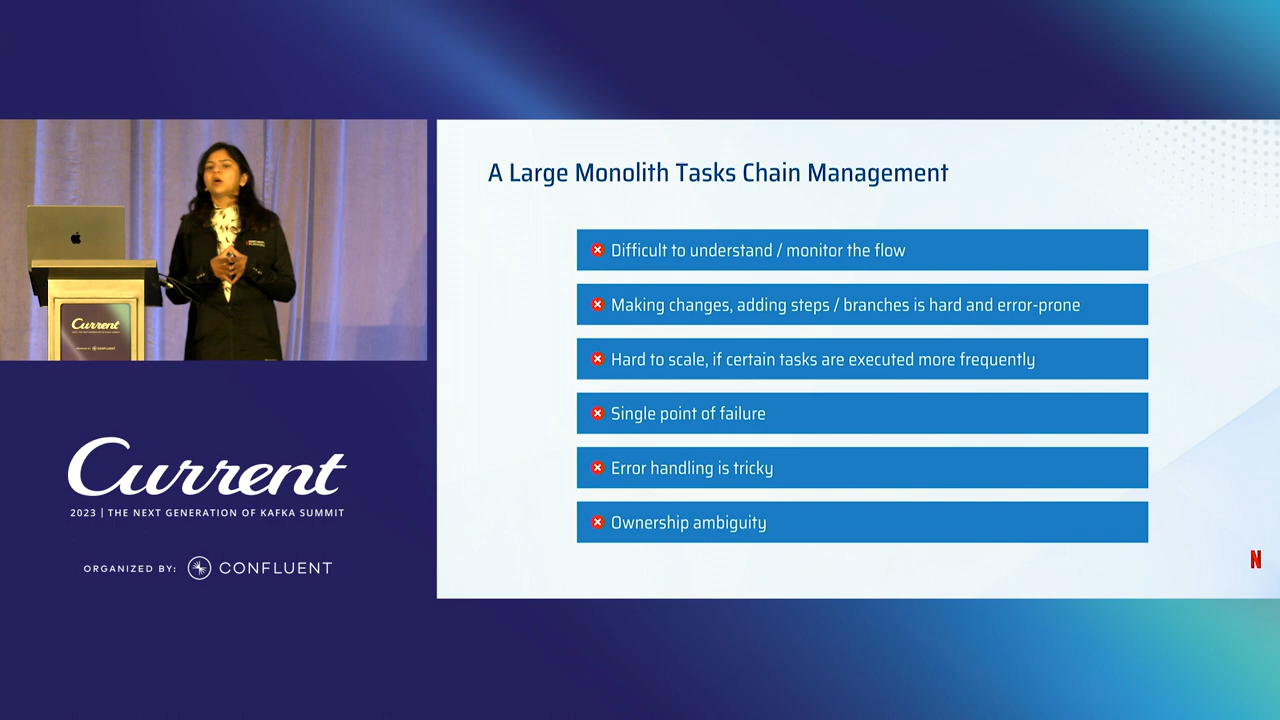 A Large Monolith Tasks Chain Management
Difficult to understand / monitor the flow
Making changes, adding steps / branches is hard and error-prone
Hard to scale, if certain tasks are executed more frequently
Single point of failure
Error handling is tricky
Ownership ambiguity
N
Current
Current
2023 | THE NEXT GENERATION OF KAFKA SUMMIT
ORGANIZED BY: CONFLUENT